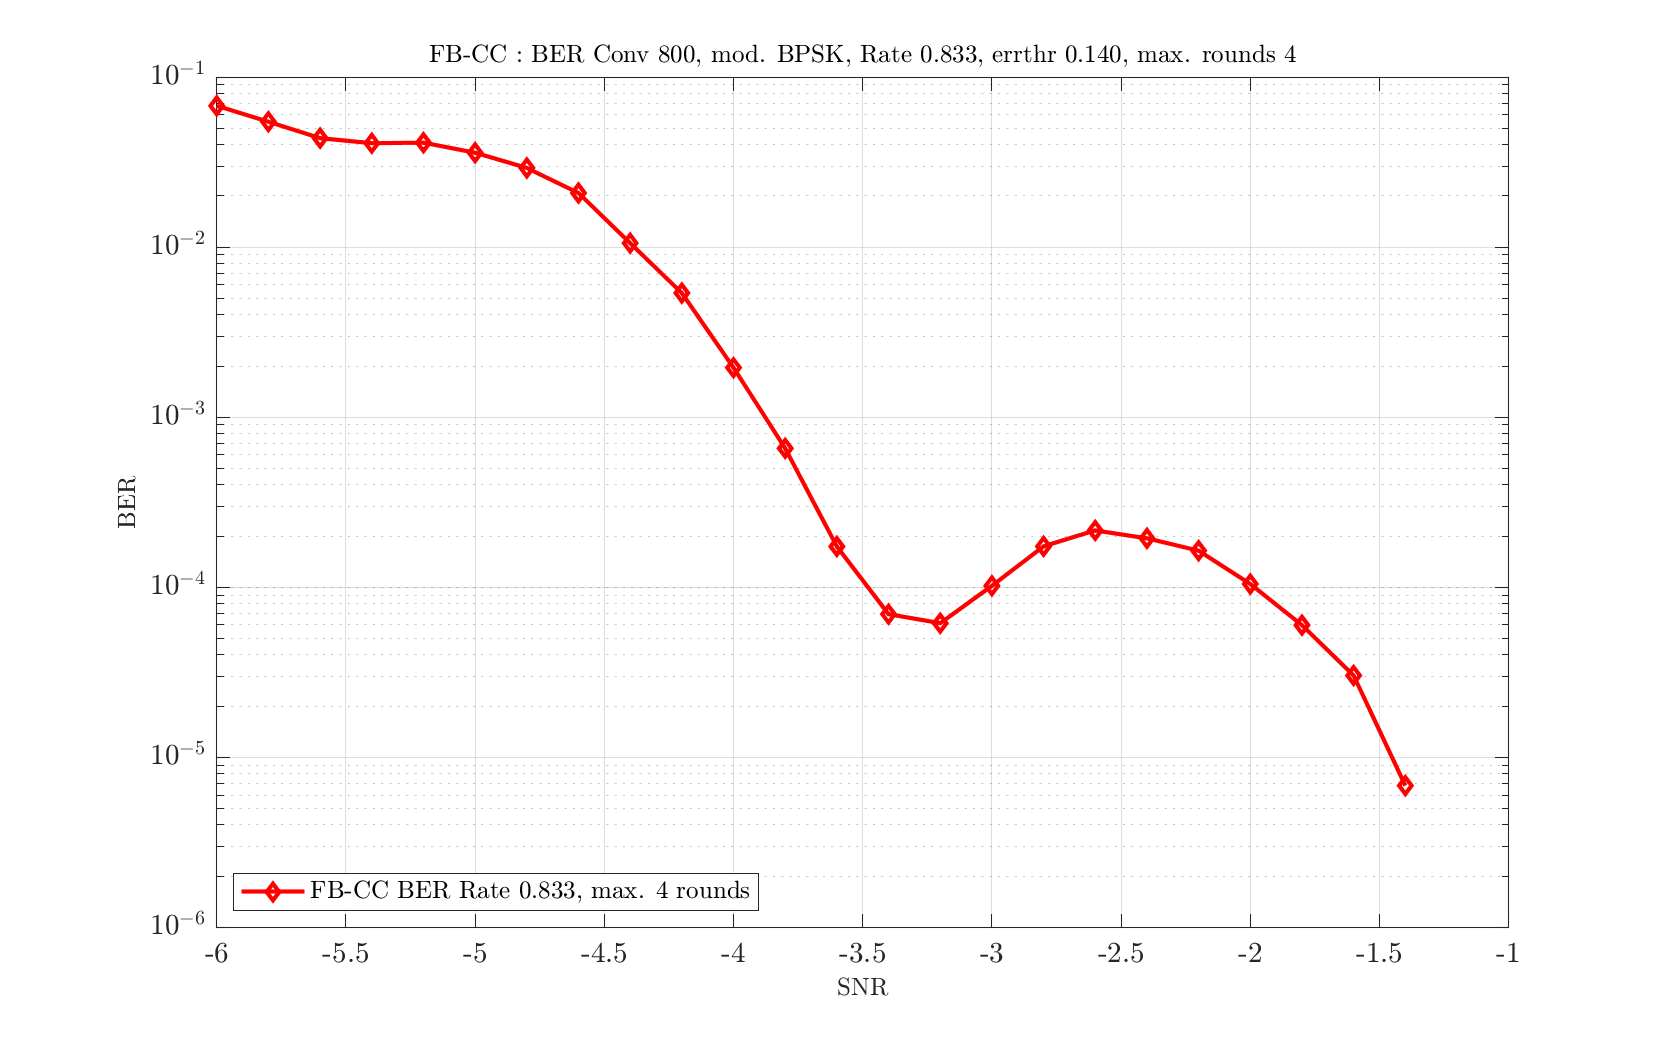 FB-CC : BER Conv 800, mod. BPSK, Rate 0.833, errthr 0.140, max. rounds 4
10⁻¹
10⁻²
10⁻³
10⁻⁴
10⁻⁵
10⁻⁶
BER
FB-CC BER Rate 0.833, max. 4 rounds
-6 -5.5 -5 -4.5 -4 -3.5 -3 -2.5 -2 -1.5 -1
SNR